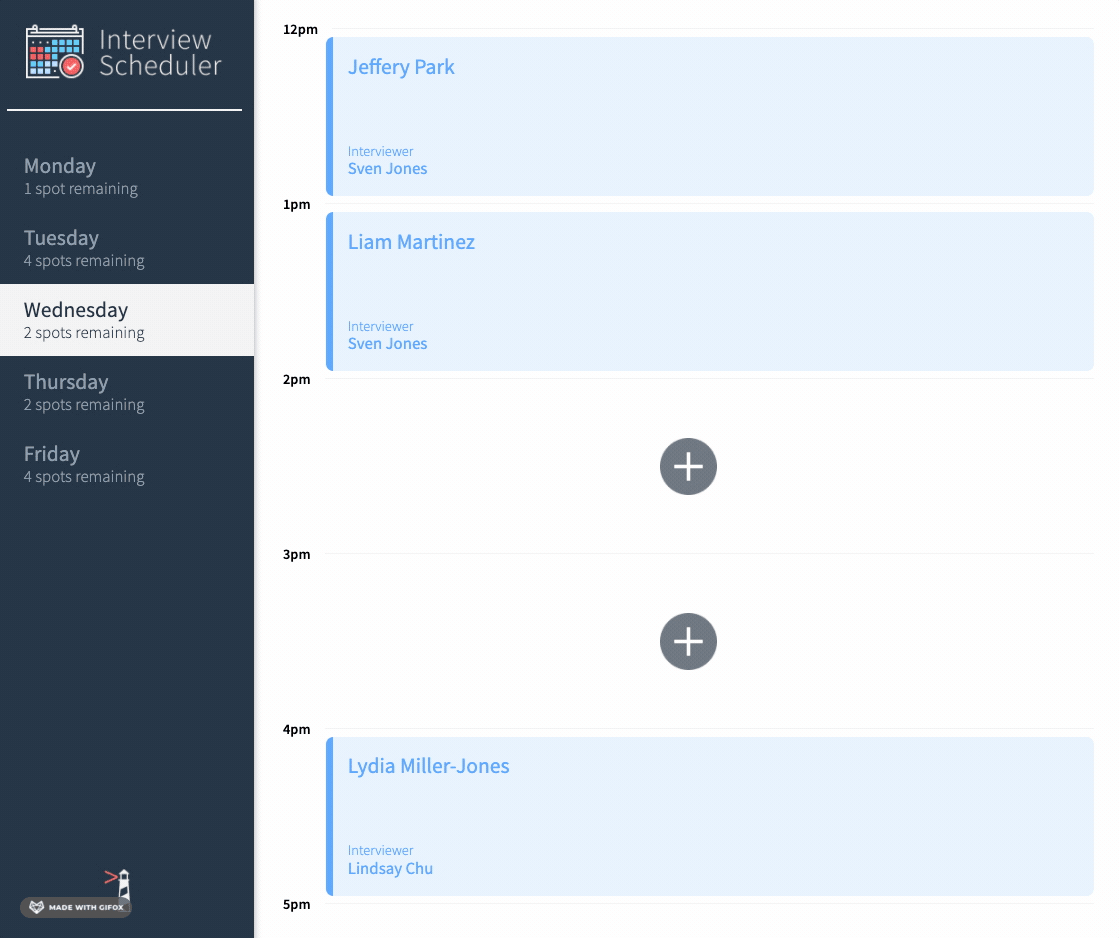 Interview
Scheduler
Monday
1 spot remaining
Tuesday
4 spots remaining
Wednesday
2 spots remaining
Thursday
2 spots remaining
Friday
4 spots remaining
MADE WITH GIFOX
12pm
Jeffery Park
Interviewer
Sven Jones
1pm
Liam Martinez
Interviewer
Sven Jones
2pm
3pm
4pm
Lydia Miller-Jones
Interviewer
Lindsay Chu
5pm